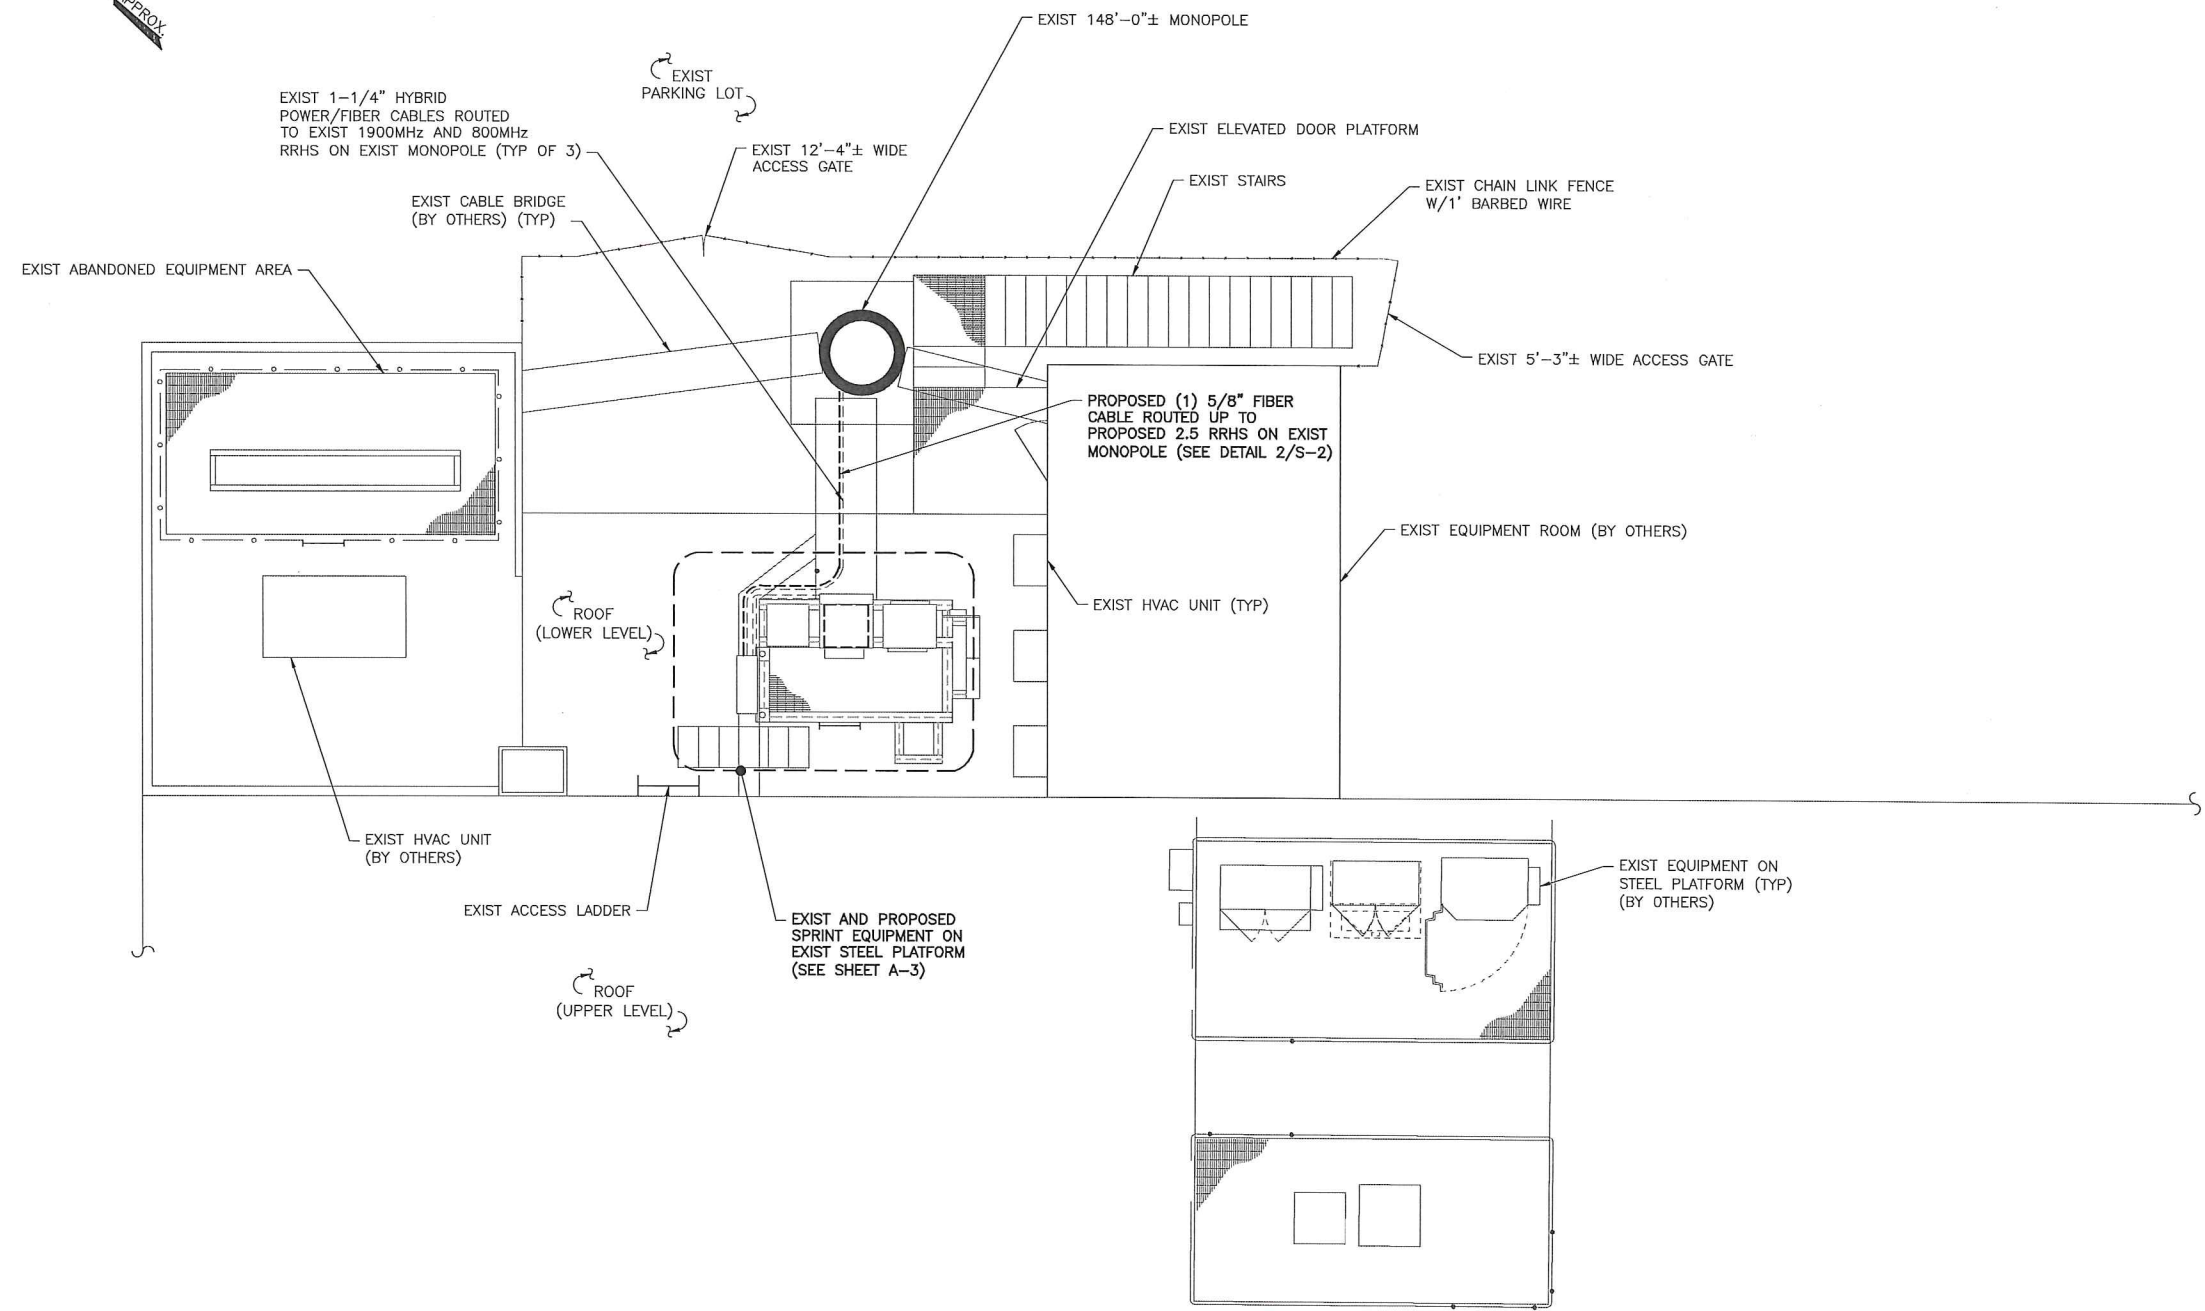 APPROX.
EXIST 148'-0"± MONOPOLE
EXIST
PARKING LOT
EXIST 1-1/4" HYBRID
POWER/FIBER CABLES ROUTED
TO EXIST 1900MHz AND 800MHz
RRHS ON EXIST MONOPOLE (TYP OF 3)
EXIST 12'-4"± WIDE
ACCESS GATE
EXIST ELEVATED DOOR PLATFORM
EXIST STAIRS
EXIST CHAIN LINK FENCE
W/1' BARBED WIRE
EXIST CABLE BRIDGE
(BY OTHERS) (TYP)
EXIST ABANDONED EQUIPMENT AREA
EXIST 5'-3"± WIDE ACCESS GATE
PROPOSED (1) 5/8" FIBER
CABLE ROUTED UP TO
PROPOSED 2.5 RRHS ON EXIST
MONOPOLE (SEE DETAIL 2/S-2)
EXIST EQUIPMENT ROOM (BY OTHERS)
EXIST HVAC UNIT (TYP)
ROOF
(LOWER LEVEL)
EXIST HVAC UNIT
(BY OTHERS)
EXIST ACCESS LADDER
EXIST AND PROPOSED
SPRINT EQUIPMENT ON
EXIST STEEL PLATFORM
(SEE SHEET A-3)
EXIST EQUIPMENT ON
STEEL PLATFORM (TYP)
(BY OTHERS)
ROOF
(UPPER LEVEL)